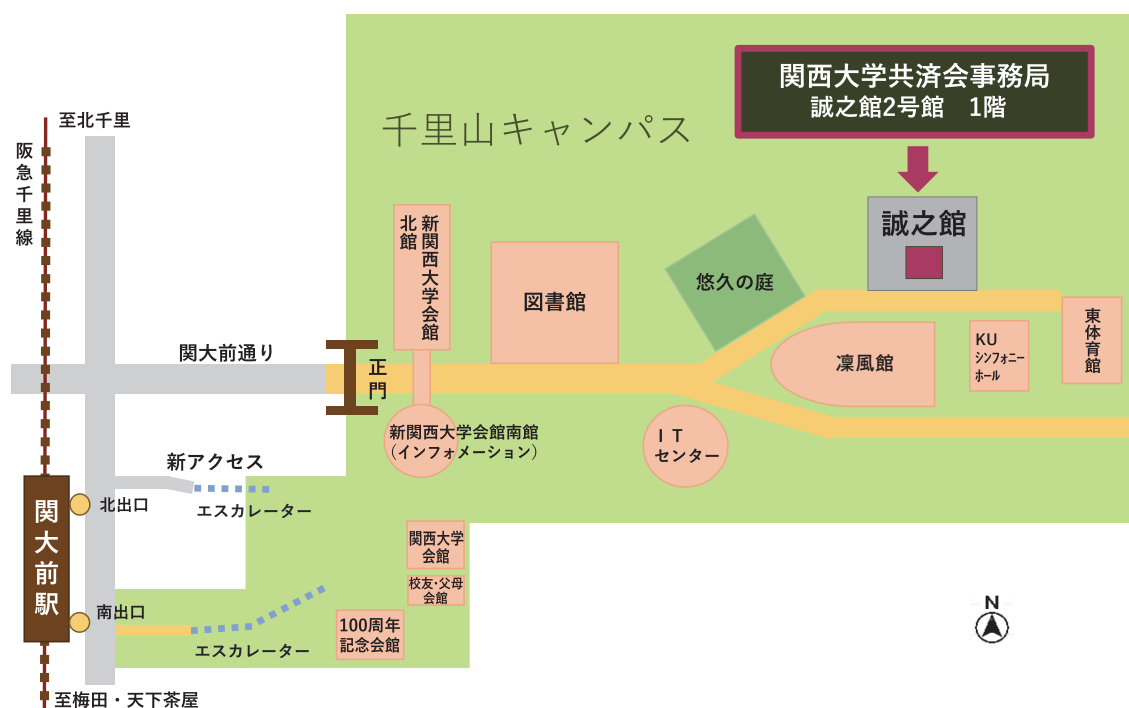 関西大学共済会事務局
誠之館2号館　1階
千里山キャンパス
至北千里
阪急千里線
新関西大学会館
北館
図書館
悠久の庭
誠之館
関大前通り
正門
凜風館
KU
シンフォニー
ホール
東体育館
新関西大学会館南館
(インフォメーション)
IT
センター
新アクセス
エスカレーター
北出口
関大前駅
南出口
エスカレーター
関西大学
会館
校友・父母
会館
100周年
記念会館
N
至梅田・天下茶屋